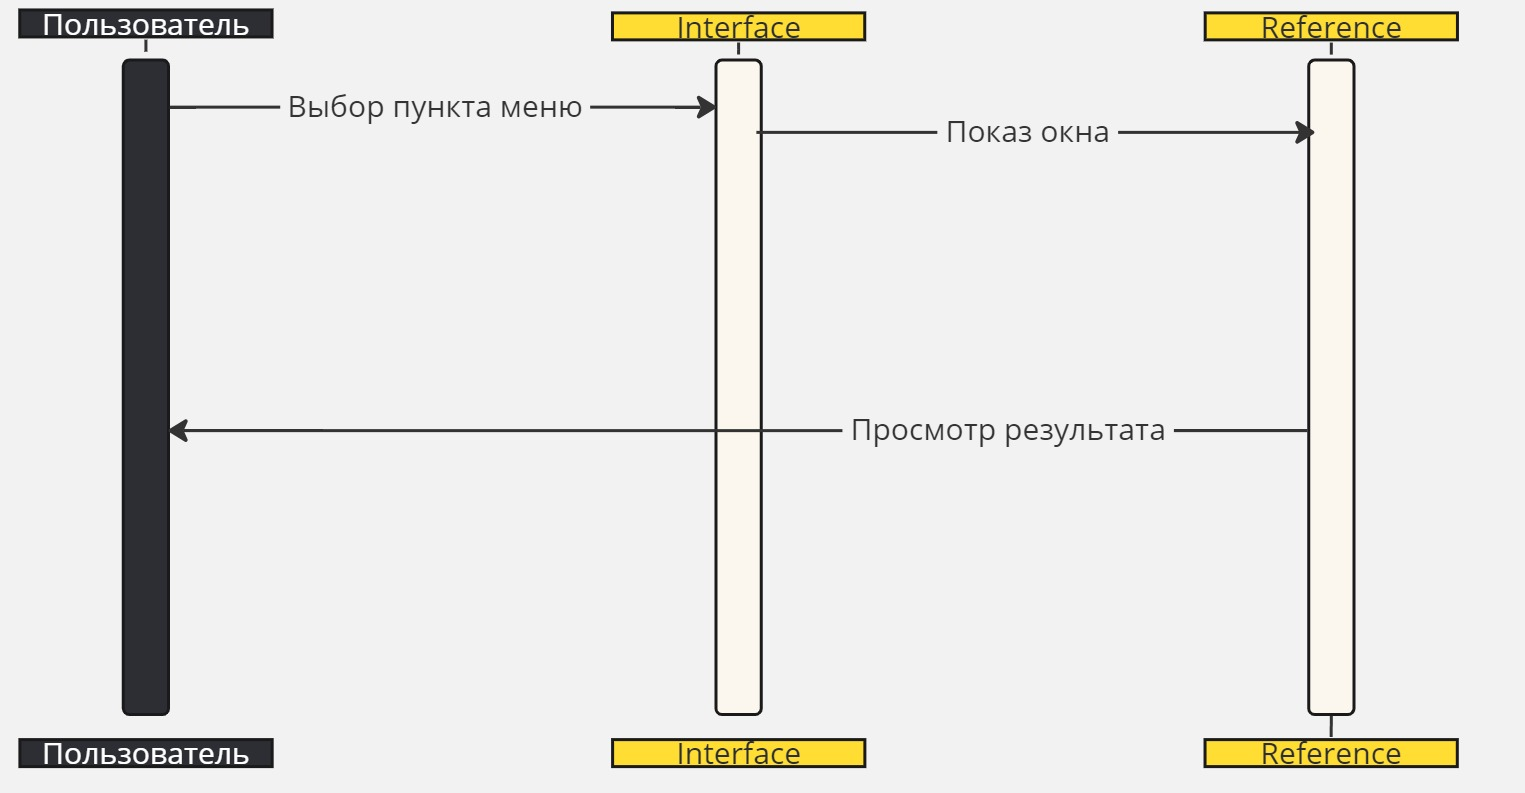 Пользователь
Interface
Reference
Выбор пункта меню
Показ окна
Просмотр результата
Пользователь
Interface
Reference